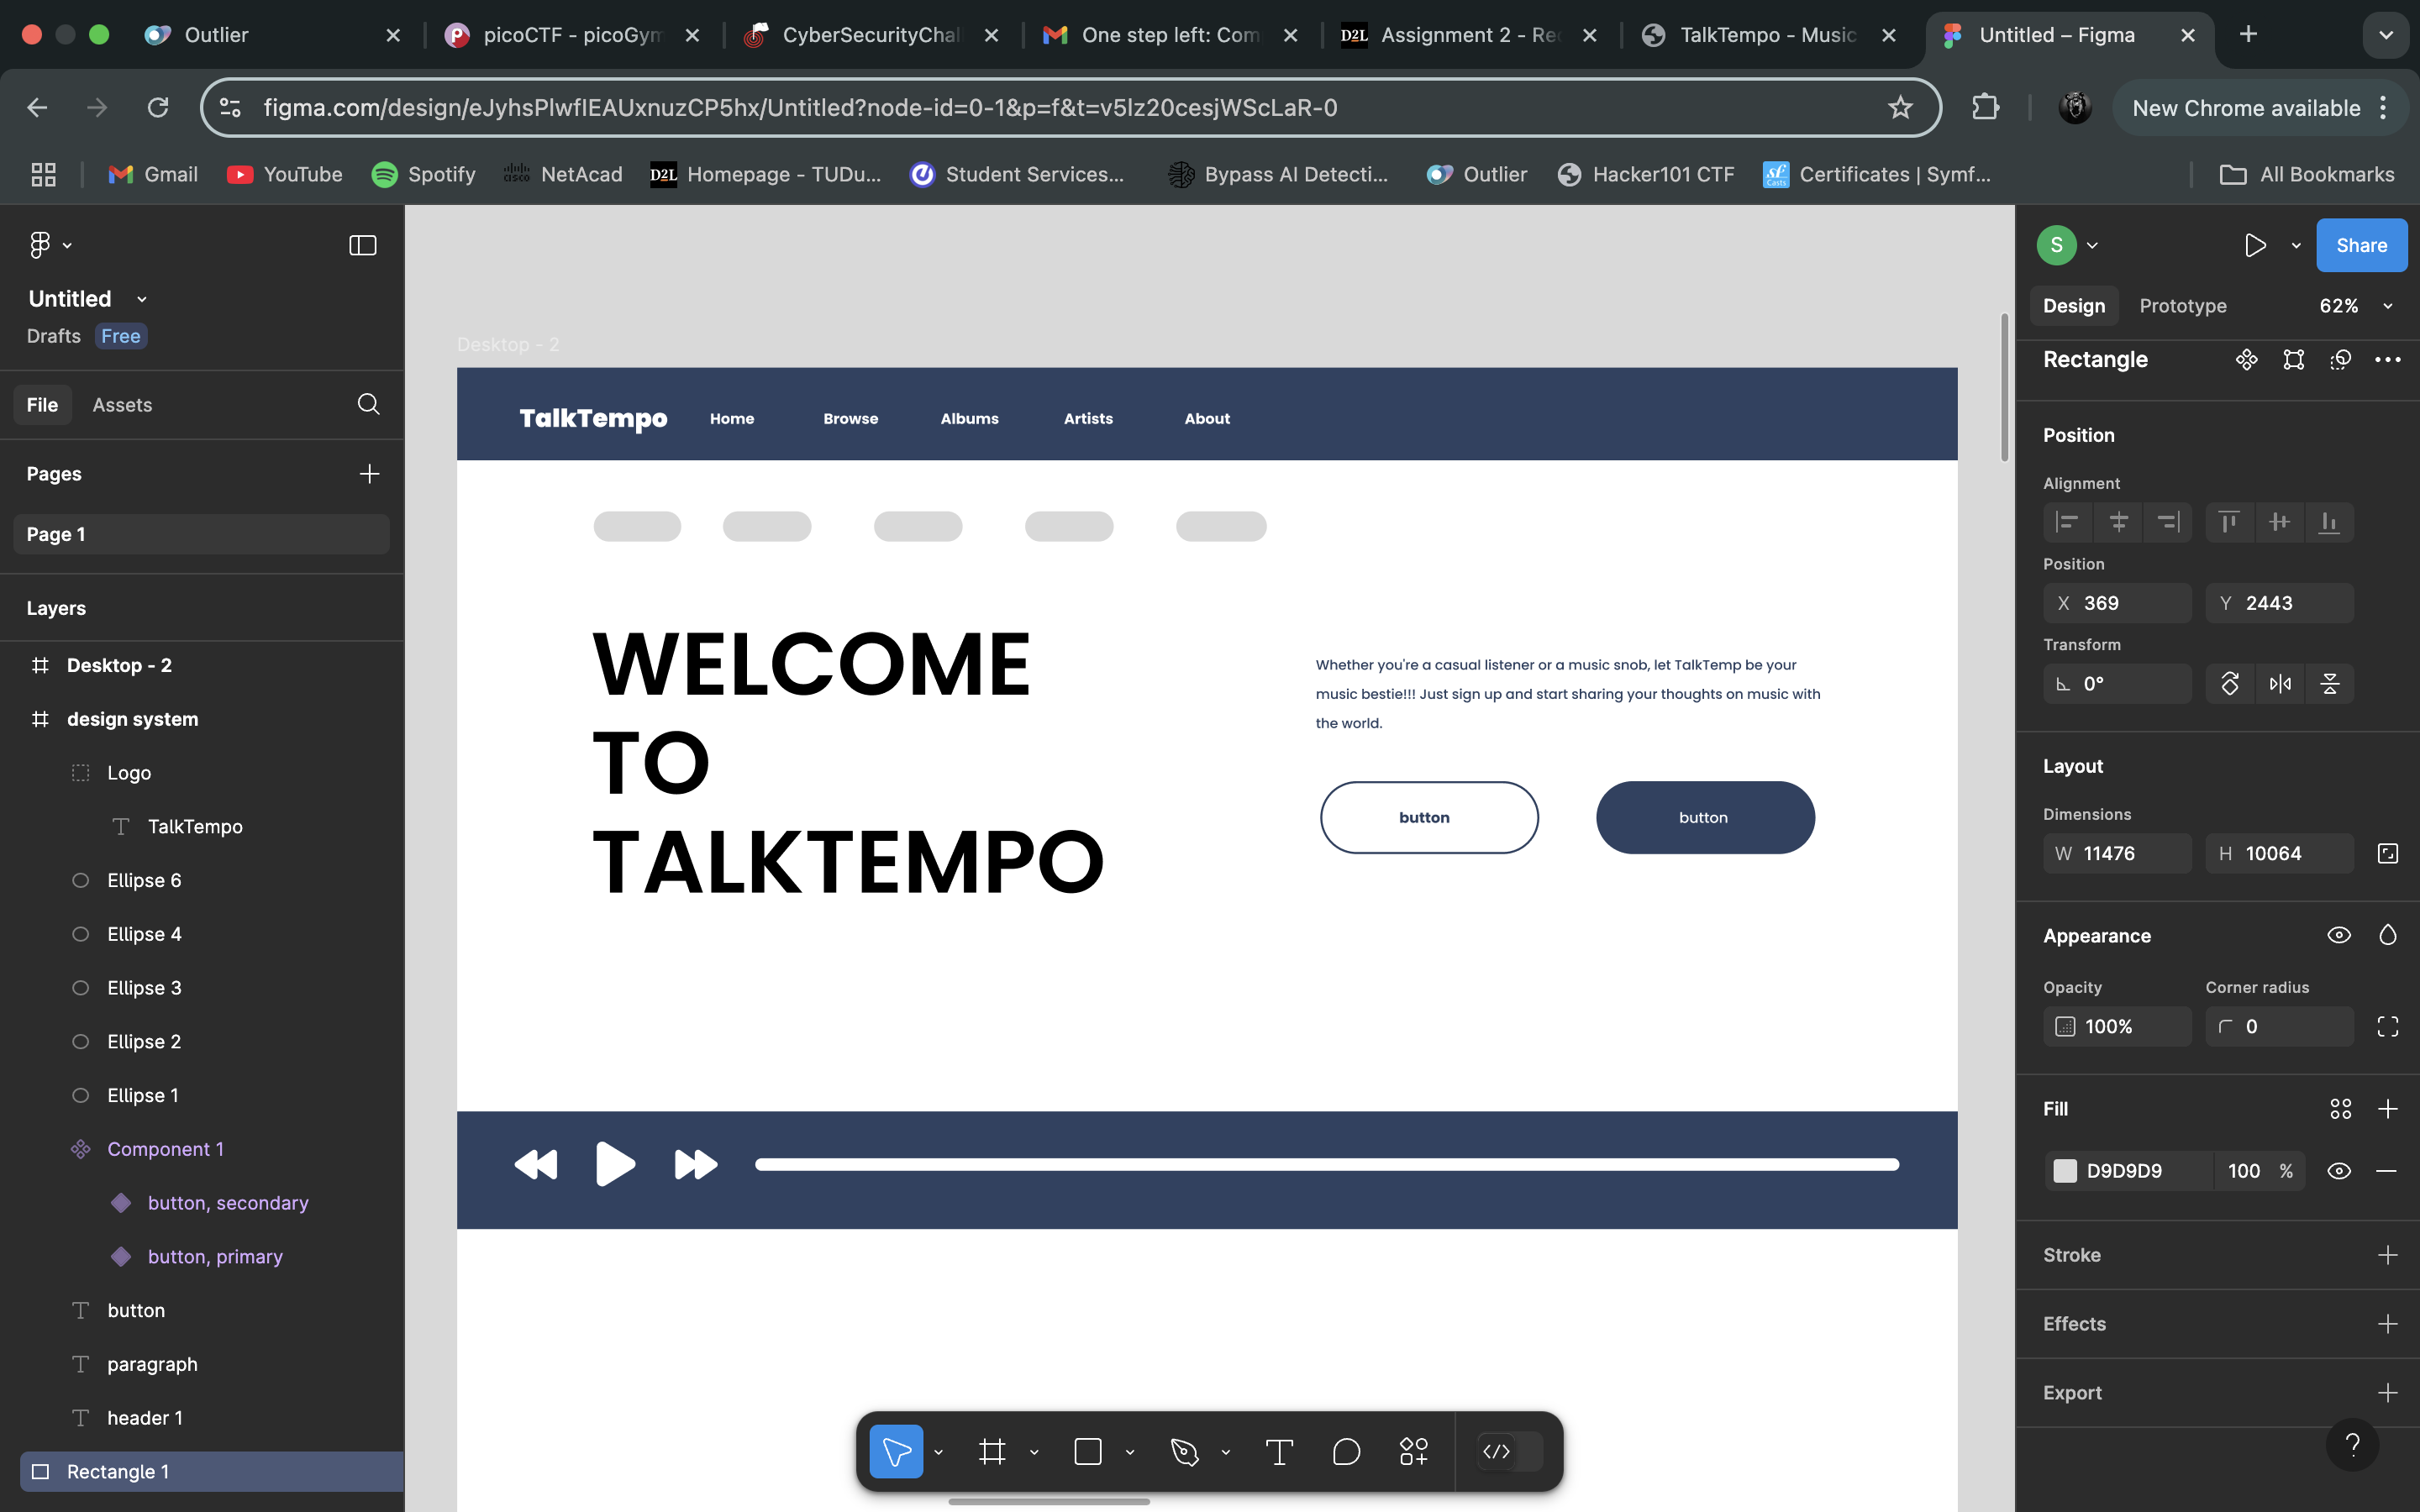 Outlier
picoCTF - picoGym
CyberSecurityChal
One step left: Com
D2L Assignment 2 - Re
TalkTempo - Music
Untitled – Figma
figma.com/design/eJyhsPlwfIEAUxnuzCP5hx/Untitled?node-id=0-1&p=f&t=v5lz20cesjWScLaR-0
New Chrome available
Gmail
YouTube
Spotify
NetAcad
D2L Homepage - TUDu...
Student Services...
Bypass AI Detecti...
Outlier
Hacker101 CTF
Certificates | Symf...
All Bookmarks
Untitled
Drafts Free
File Assets
Pages
Page 1
Layers
Desktop - 2
design system
Logo
TalkTempo
Ellipse 6
Ellipse 4
Ellipse 3
Ellipse 2
Ellipse 1
Component 1
button, secondary
button, primary
button
paragraph
header 1
Rectangle 1
Desktop - 2
TalkTempo Home Browse Albums Artists About
WELCOME
TO
TALKTEMPO
Whether you're a casual listener or a music snob, let TalkTemp be your
music bestie!!! Just sign up and start sharing your thoughts on music with
the world.
button
button
S
Share
Design Prototype 62%
Rectangle
Position
Alignment
Position
X 369 Y 2443
Transform
0°
Layout
Dimensions
W 11476 H 10064
Appearance
Opacity Corner radius
100% 0
Fill
D9D9D9 100 %
Stroke
Effects
Export
?